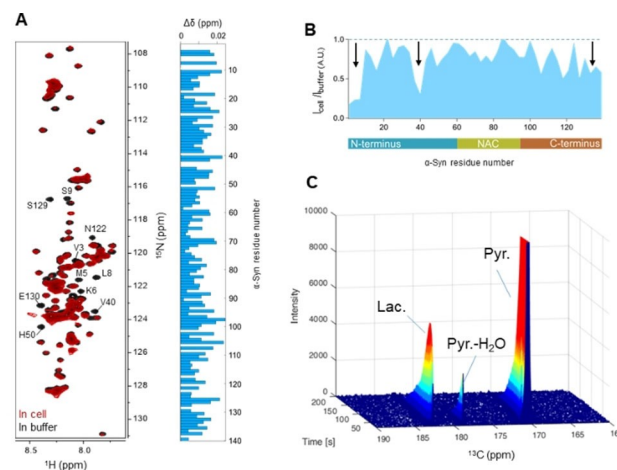 A
Δδ (ppm)
0
0.02
108
110
112
114
116
118
120
122
124
126
128
130
¹⁵N (ppm)
S129
S9
N122
V3
M5
L8
K6
E130
V40
H50
In cell
In buffer
8.5
8.0
¹H (ppm)
10
20
30
40
50
60
70
80
90
100
110
120
130
140
α-Syn residue number
B
I_cell/I_buffer (A.U.)
1.0
0.5
0.0
0
20
40
60
80
100
120
N-terminus
NAC
C-terminus
α-Syn residue number
C
10000
8000
6000
4000
2000
0
Intensity
Pyr.
Lac.
Pyr.-H₂O
200
150
100
50
Time [s]
190
185
180
175
170
165
¹³C (ppm)